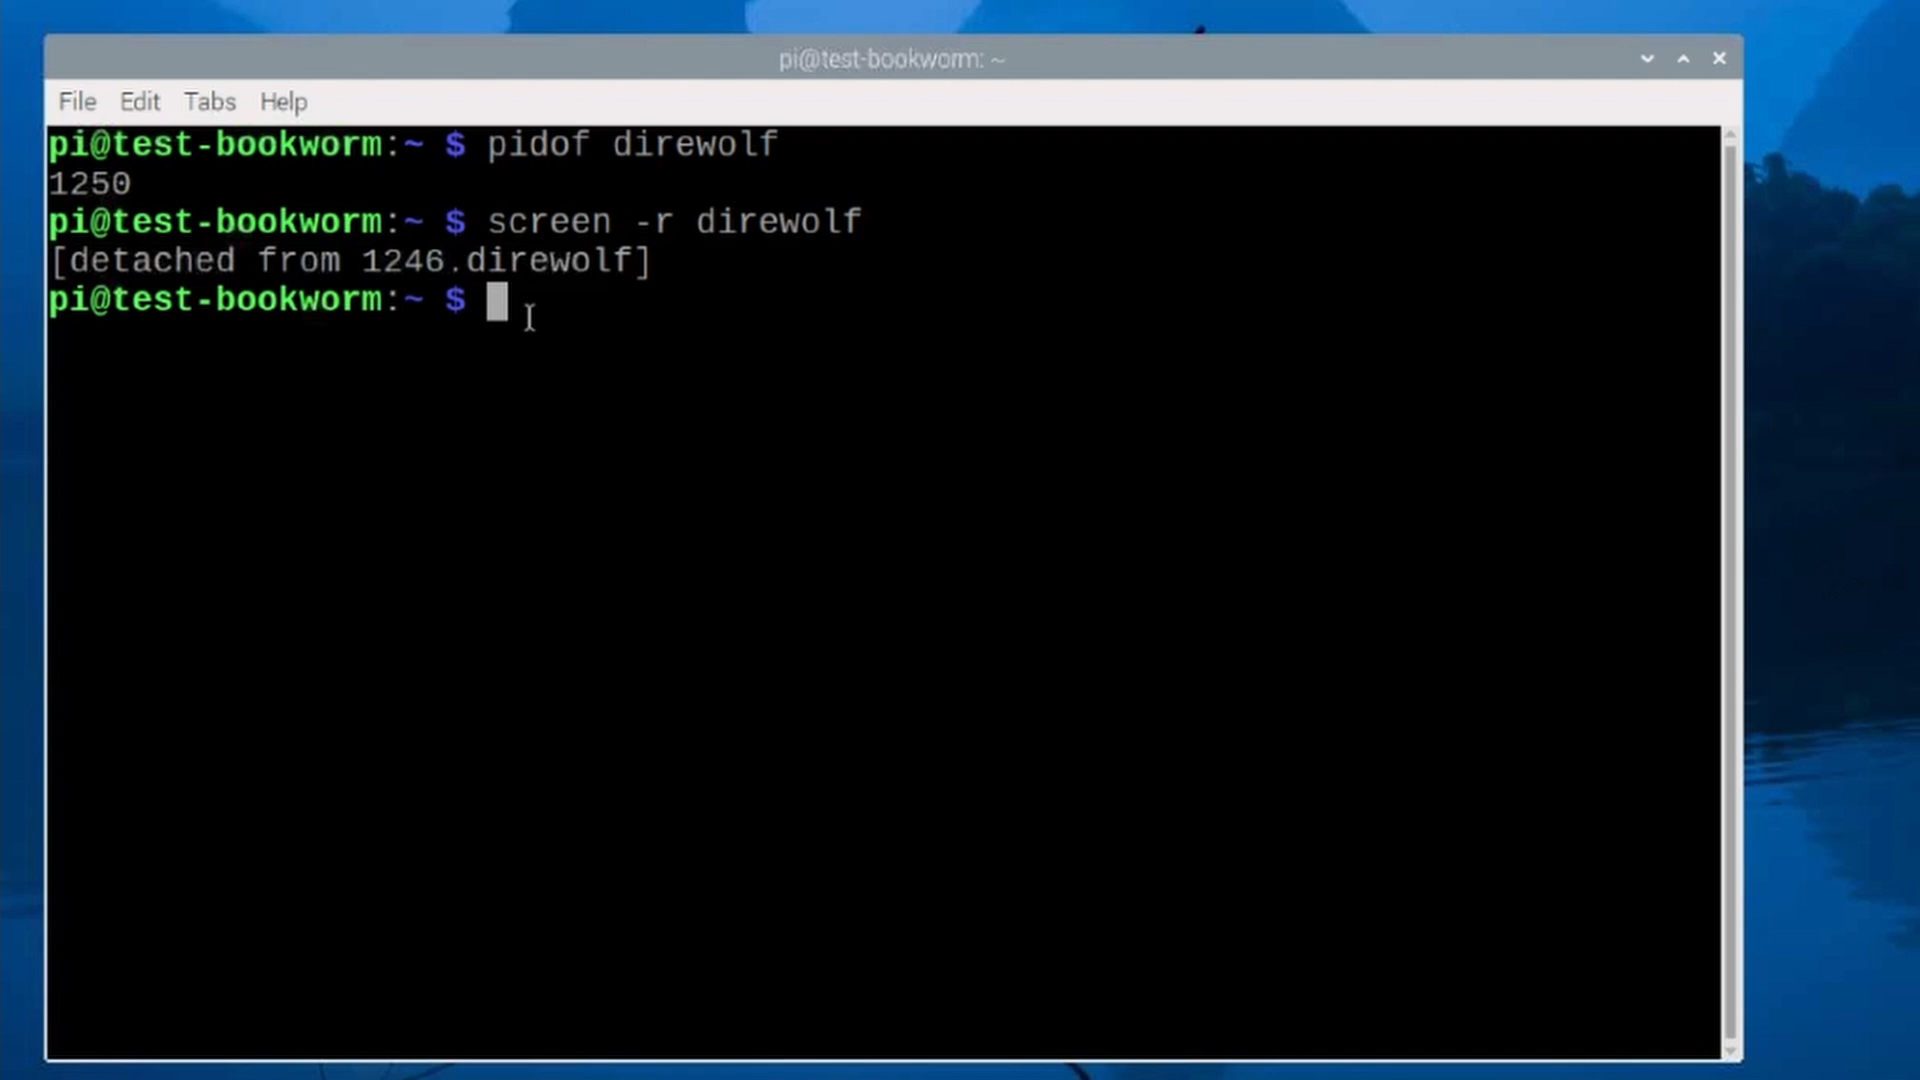 pi@test-bookworm: ~
File Edit Tabs Help
pi@test-bookworm:~ $ pidof direwolf
1250
pi@test-bookworm:~ $ screen -r direwolf
[detached from 1246.direwolf]
pi@test-bookworm:~ $